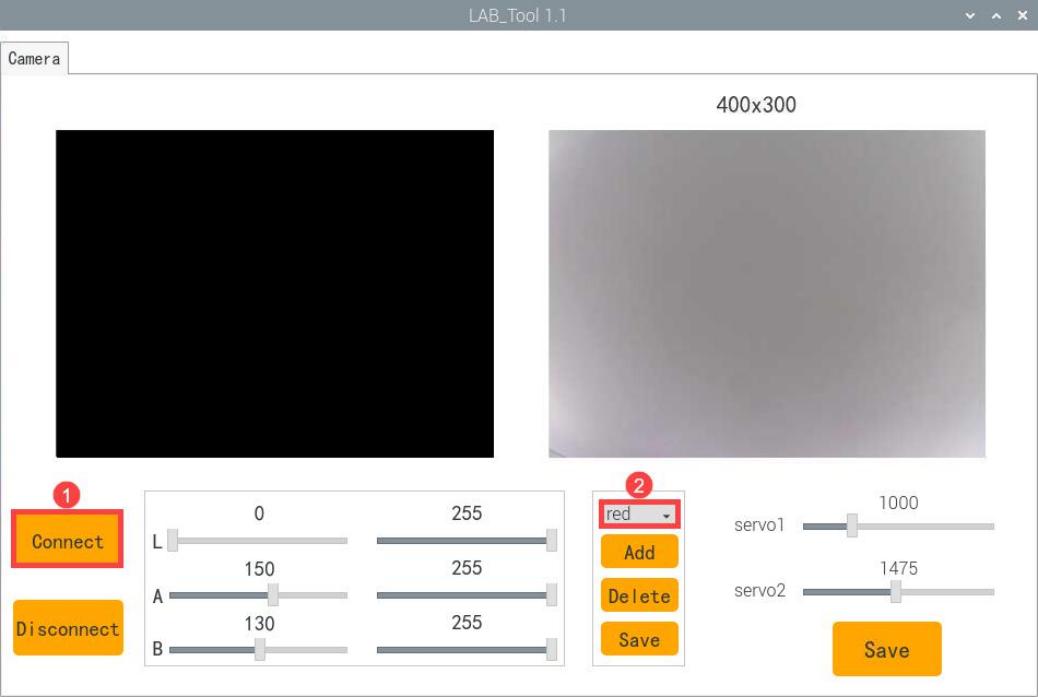 LAB_Tool 1.1
Camera
400x300
1
Connect
Disconnect
0 255
L
150 255
A
130 255
B
2
red
Add
Delete
Save
1000
servo1
1475
servo2
Save